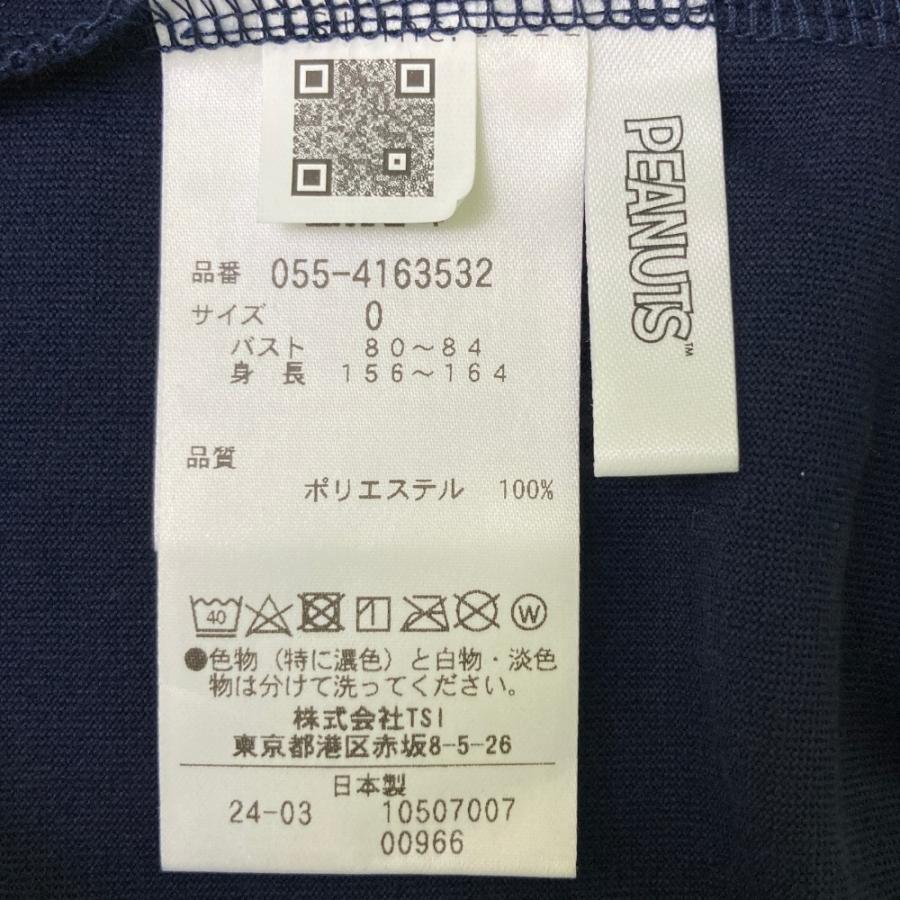 品番 055-4163532
サイズ 0
バスト 80～84
身長 156～164
品質
ポリエステル 100%
40
W
●色物（特に濃色）と白物・淡色
物は分けて洗ってください。
株式会社TSI
東京都港区赤坂8-5-26
日本製
24-03 10507007
00966
PEANUTS™